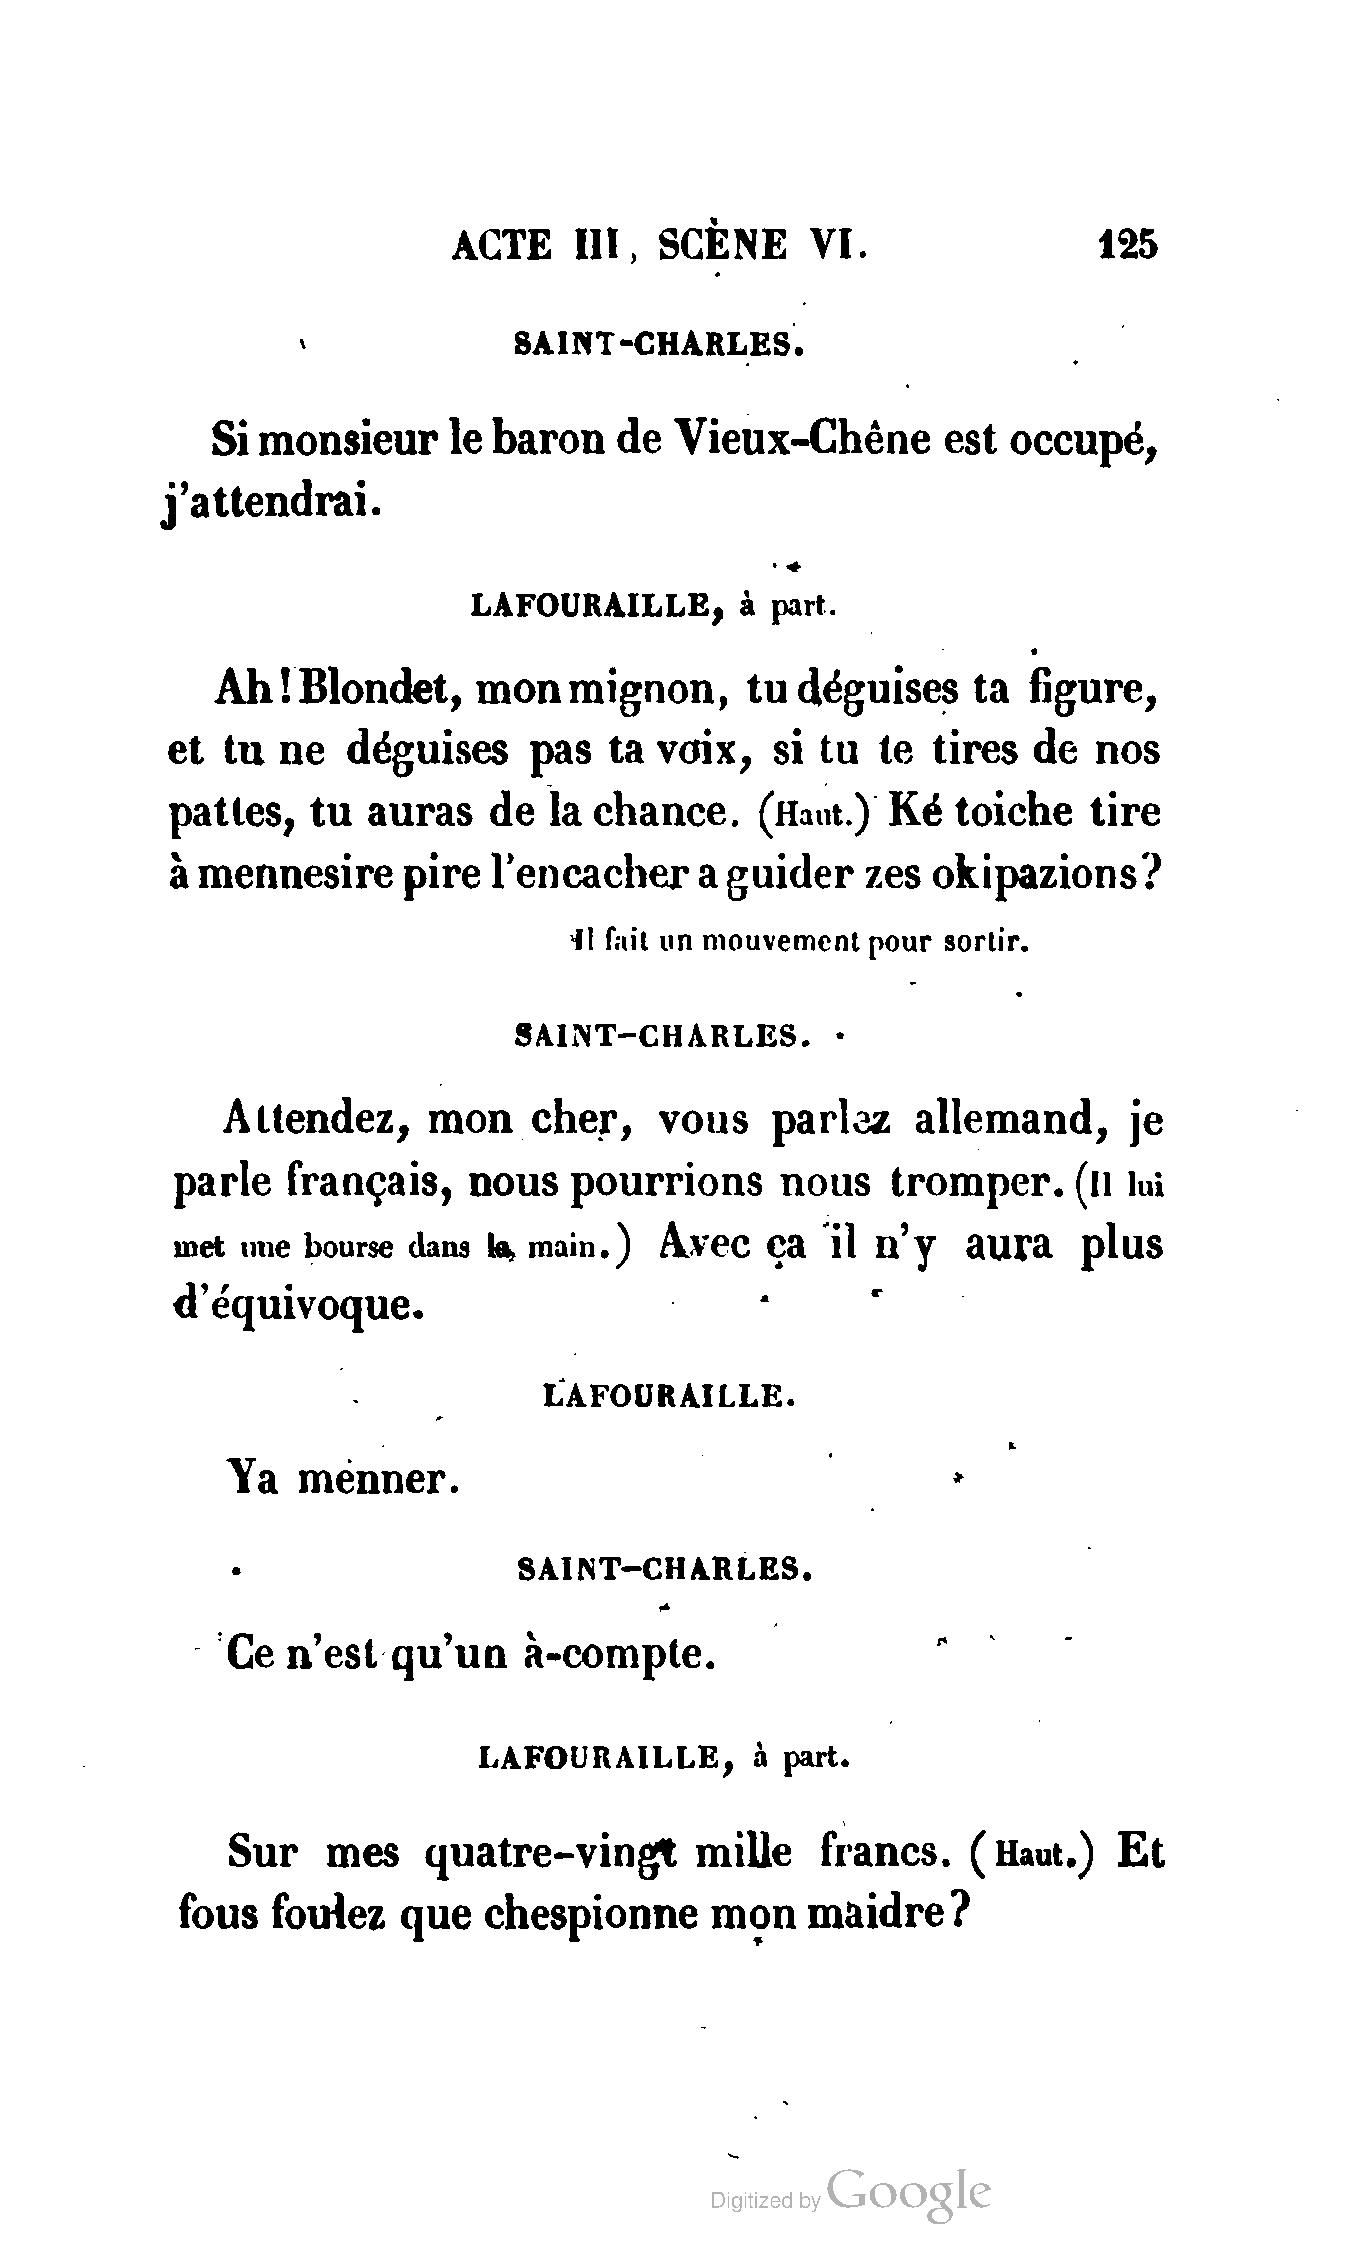 ACTE III, SCÈNE VI. 125
SAINT-CHARLES.
Si monsieur le baron de Vieux-Chêne est occupé,
j'attendrai.
LAFOURAILLE, à part.
Ah! Blondet, mon mignon, tu déguises ta figure,
et tu ne déguises pas ta voix, si tu te tires de nos
pattes, tu auras de la chance. (Haut.) Ké toiche tire
à mennesire pire l'encacher a guider zes okipazions?
Il fait un mouvement pour sortir.
SAINT-CHARLES.
Attendez, mon cher, vous parlez allemand, je
parle français, nous pourrions nous tromper. (Il lui
met une bourse dans la main.) Avec ça il n'y aura plus
d'équivoque.
LAFOURAILLE.
Ya menner.
SAINT-CHARLES.
Ce n'est qu'un à-compte.
LAFOURAILLE, à part.
Sur mes quatre-vingt mille francs. (Haut.) Et
fous foulez que chespionne mon maidre?
Digitized by Google